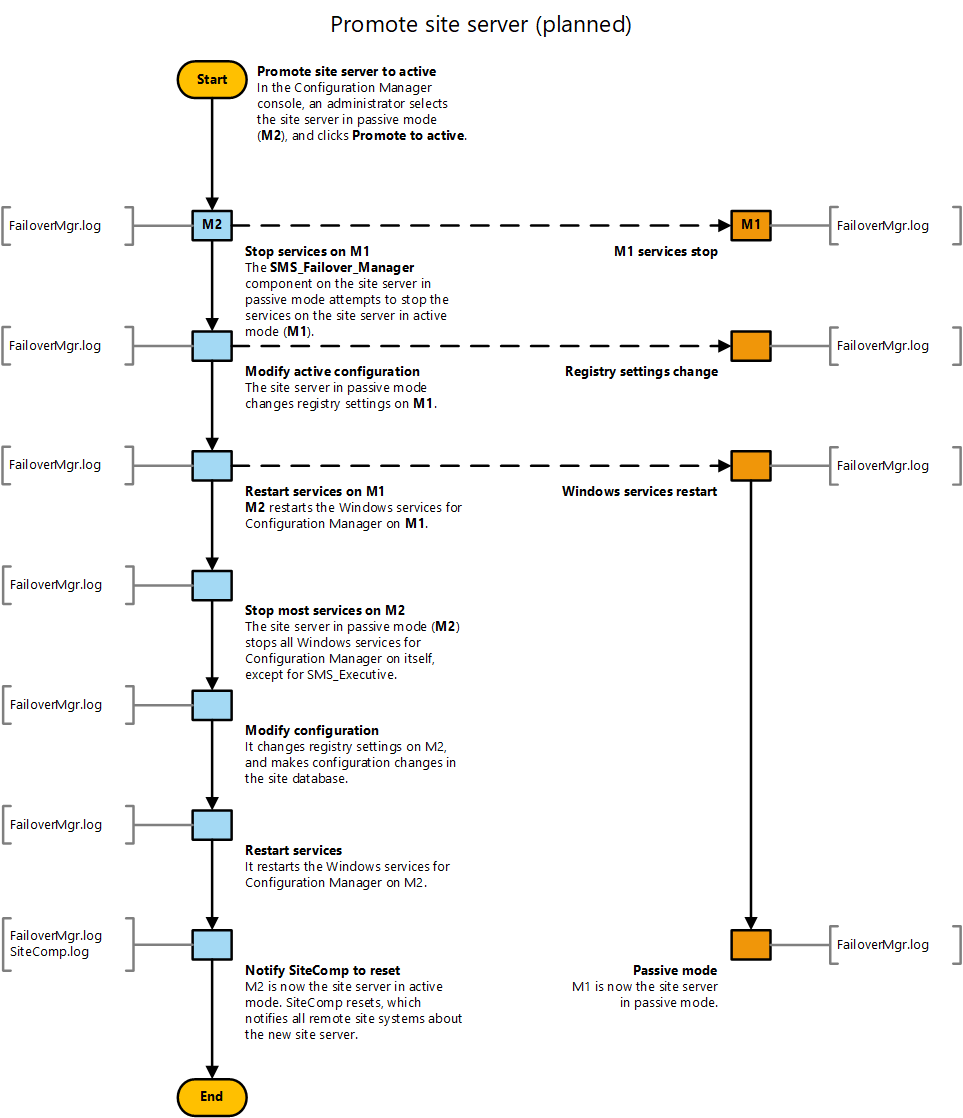 Promote site server (planned)
Start
Promote site server to active
In the Configuration Manager
console, an administrator selects
the site server in passive mode
(M2), and clicks Promote to active.
FailoverMgr.log
M2
M1
FailoverMgr.log
Stop services on M1
The SMS_Failover_Manager
component on the site server in
passive mode attempts to stop the
services on the site server in active
mode (M1).
M1 services stop
FailoverMgr.log
FailoverMgr.log
Modify active configuration
The site server in passive mode
changes registry settings on M1.
Registry settings change
FailoverMgr.log
FailoverMgr.log
Restart services on M1
M2 restarts the Windows services for
Configuration Manager on M1.
Windows services restart
FailoverMgr.log
Stop most services on M2
The site server in passive mode (M2)
stops all Windows services for
Configuration Manager on itself,
except for SMS_Executive.
FailoverMgr.log
Modify configuration
It changes registry settings on M2,
and makes configuration changes in
the site database.
FailoverMgr.log
Restart services
It restarts the Windows services for
Configuration Manager on M2.
FailoverMgr.log
SiteComp.log
FailoverMgr.log
Notify SiteComp to reset
M2 is now the site server in active
mode. SiteComp resets, which
notifies all remote site systems about
the new site server.
Passive mode
M1 is now the site server
in passive mode.
End